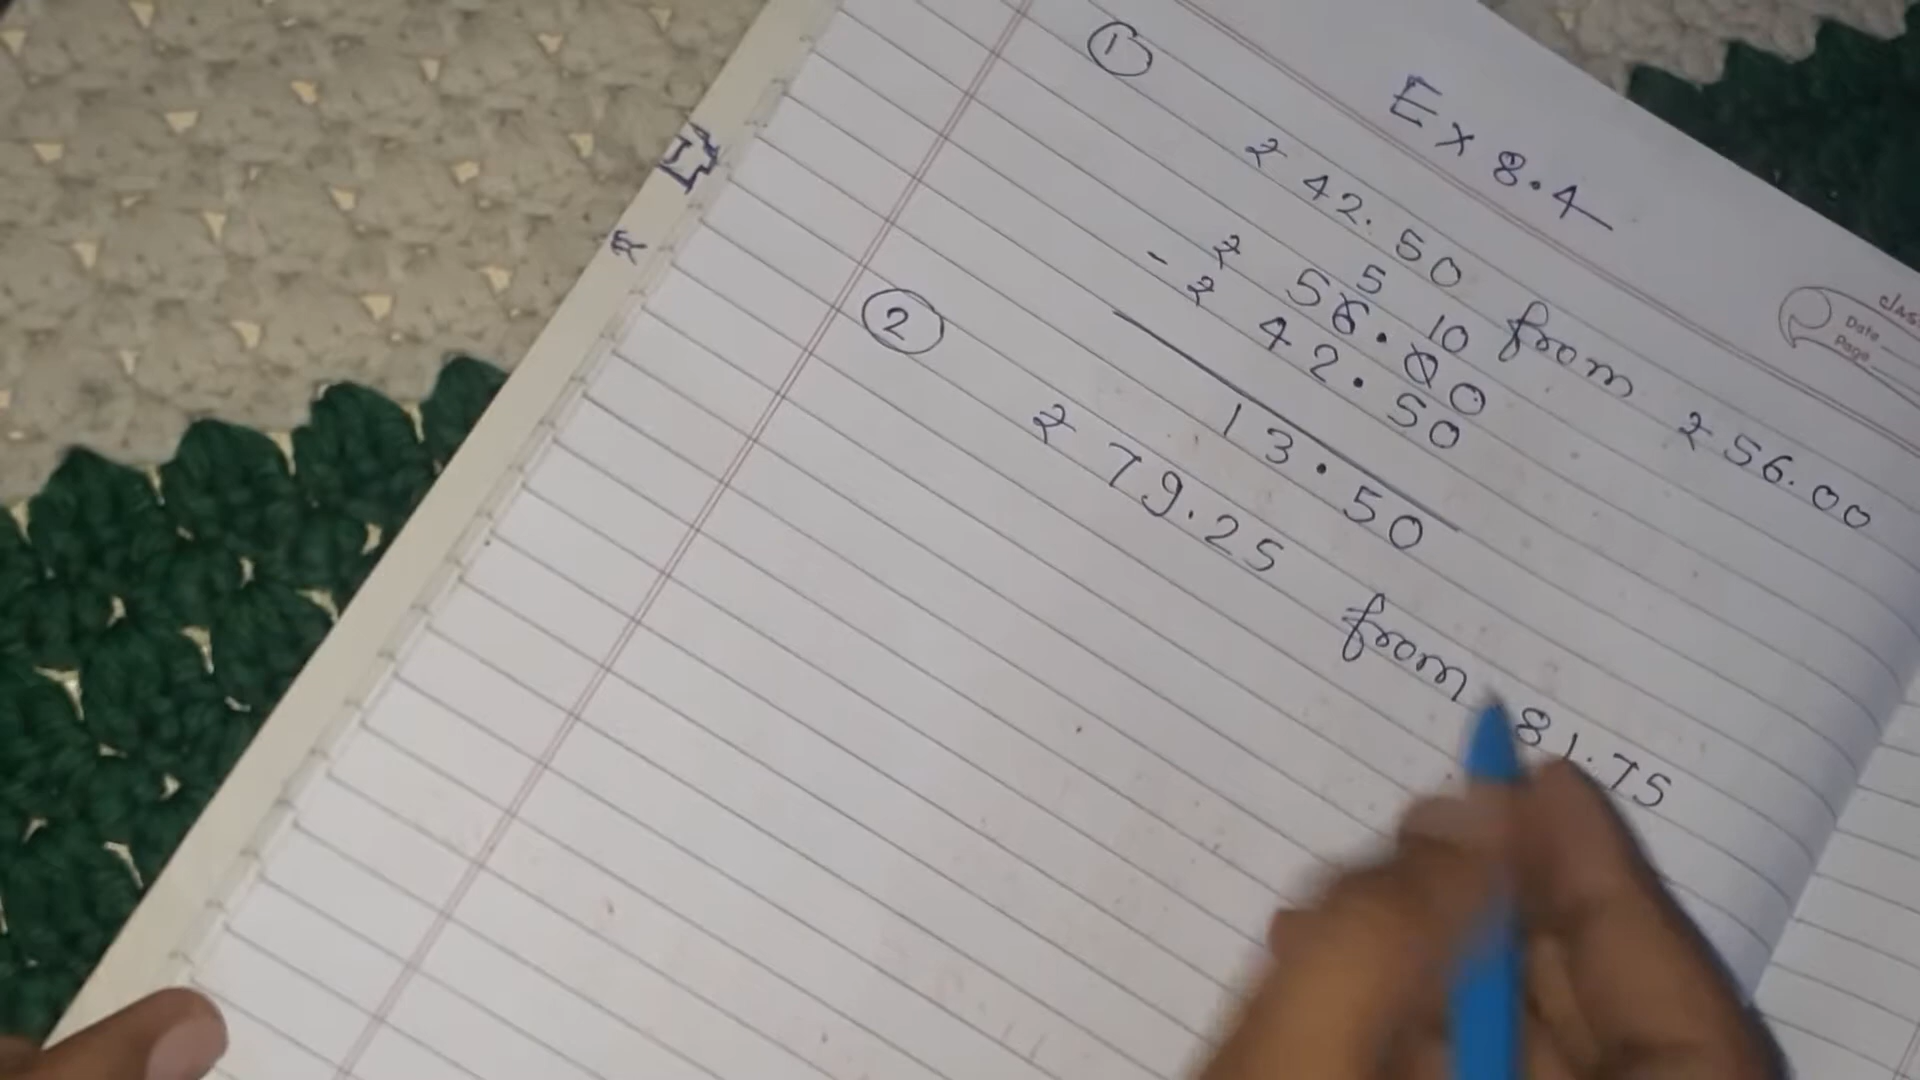 Ex 8.4
① ₹ 42.50 from ₹ 56.00
5 10
₹ 56.00
- ₹ 42.50
13.50
② ₹ 79.25 from 81.75
Date
Page